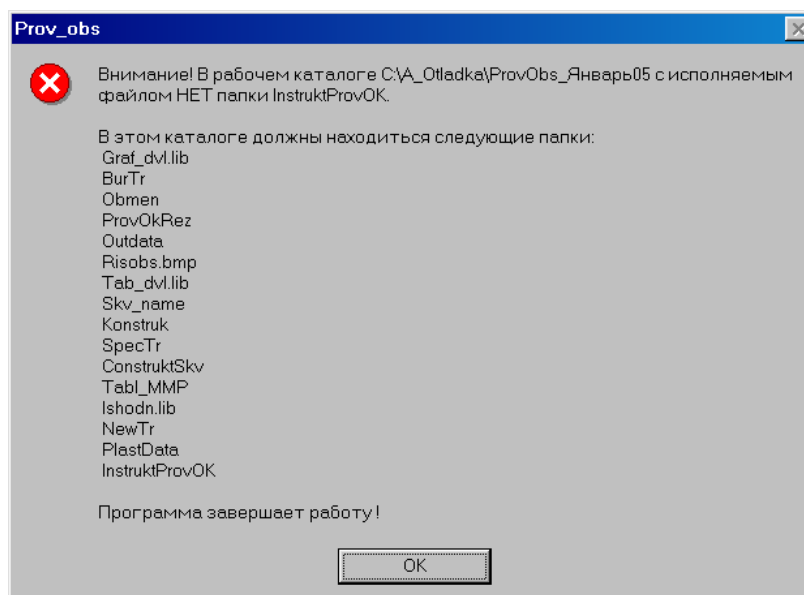 Prov_obs
Внимание! В рабочем каталоге C:\A_Otladka\ProvObs_Январь05 с исполняемым
файлом НЕТ папки InstruktProvOK.
В этом каталоге должны находиться следующие папки:
Graf_dvl.lib
BurTr
Obmen
ProvOkRez
Outdata
Risobs.bmp
Tab_dvl.lib
Skv_name
Konstruk
SpecTr
ConstruktSkv
Tabl_MMP
Ishodn.lib
NewTr
PlastData
InstruktProvOK
Программа завершает работу!
OK